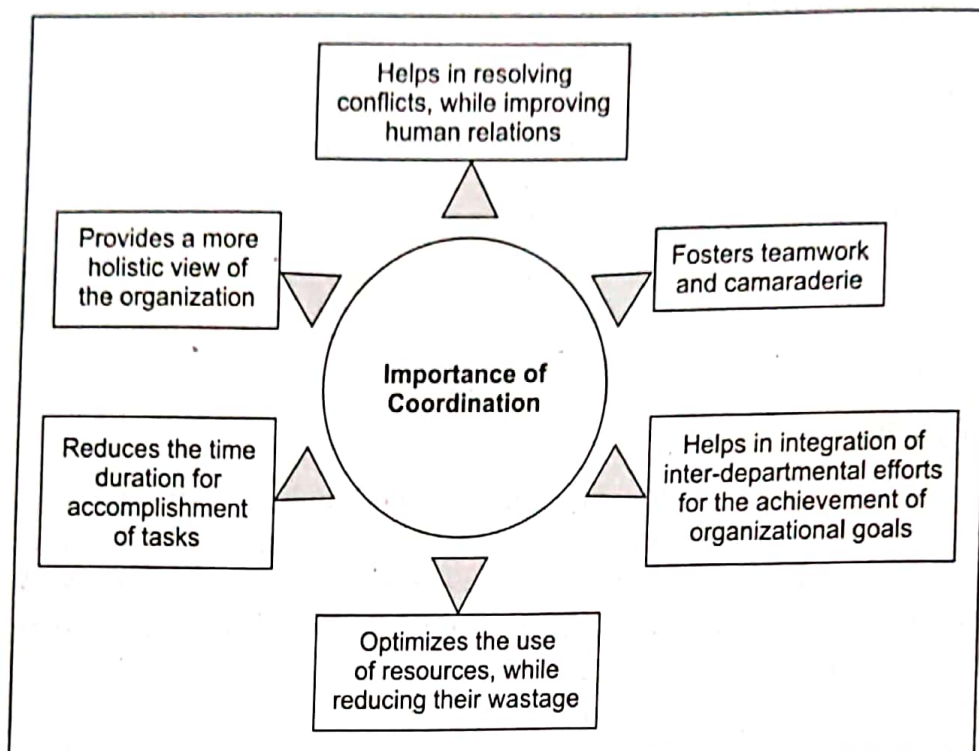 Helps in resolving
conflicts, while improving
human relations
Provides a more
holistic view of
the organization
Fosters teamwork
and camaraderie
Importance of
Coordination
Reduces the time
duration for
accomplishment
of tasks
Helps in integration of
inter-departmental efforts
for the achievement of
organizational goals
Optimizes the use
of resources, while
reducing their wastage